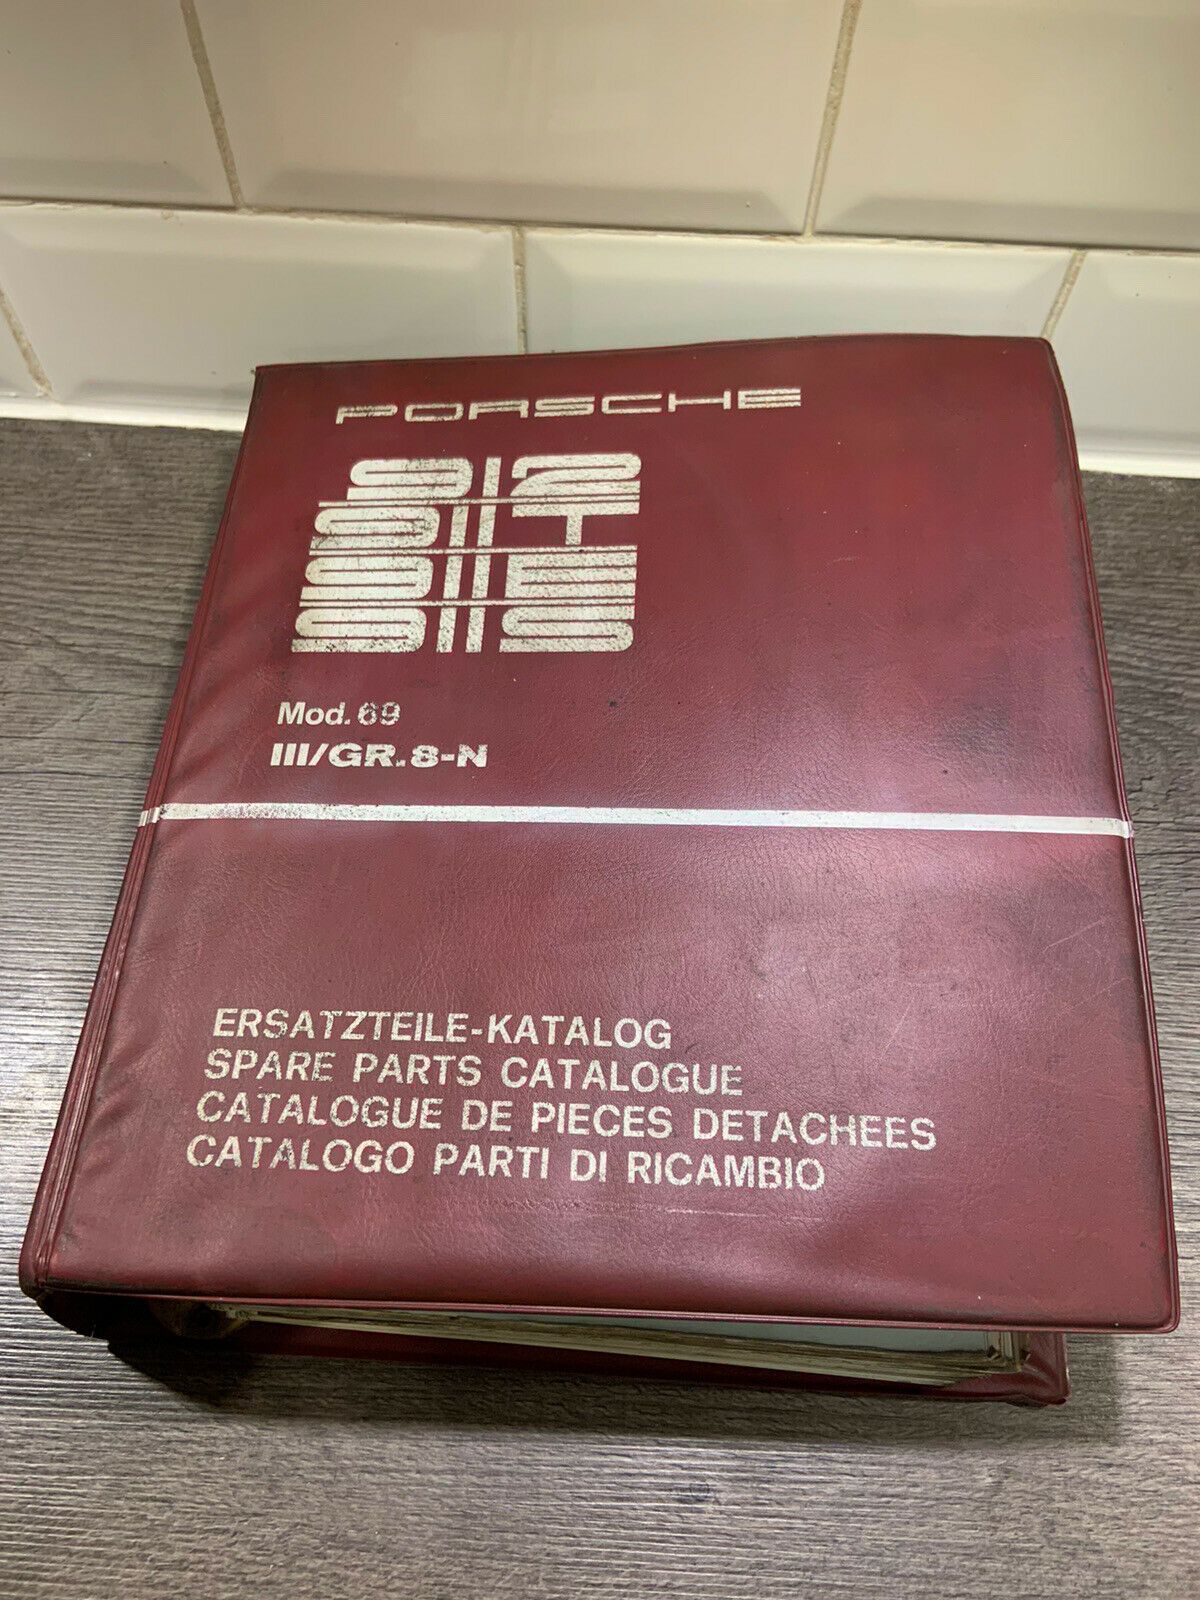 PORSCHE
912
911T
911E
911S
Mod. 69
III/GR. 8-N
ERSATZTEILE-KATALOG
SPARE PARTS CATALOGUE
CATALOGUE DE PIECES DETACHEES
CATALOGO PARTI DI RICAMBIO